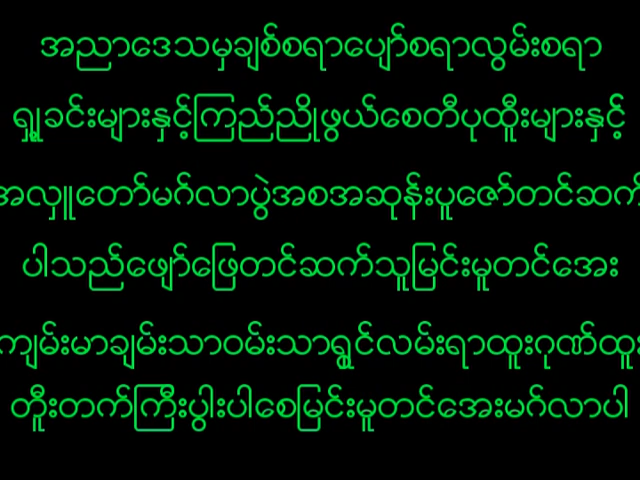 အညာဒေသမှချစ်စရာပျော်စရာလွမ်းစရာ
ရှုခင်းများနှင့်ကြည်ညိုဖွယ်စေတီပုထိူးများနှင့်
အလှူတော်မင်္ဂလာပွဲအစအဆုန်းပူဇော်တင်ဆက်
ပါသည်ဖျော်ဖြေတင်ဆက်သူမြင်းမူတင်အေး
ကျမ်းမာချမ်းသာဝမ်းသာရွှင်လမ်းရာထူးဂုဏ်ထူး
တိူးတက်ကြီးပွါးပါစေမြင်းမူတင်အေးမင်္ဂလာပါ